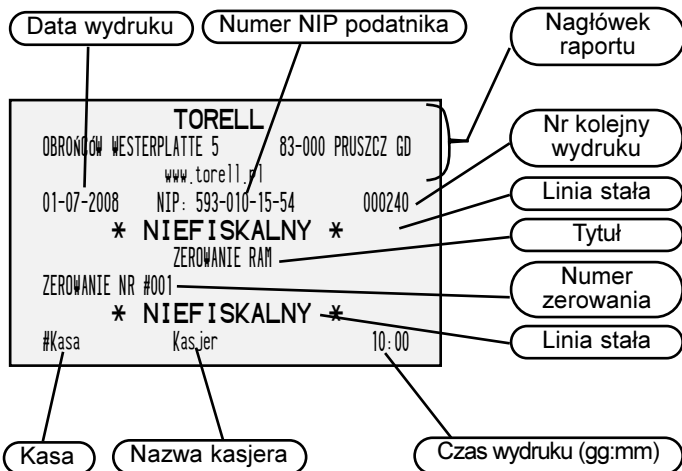 Data wydruku
Numer NIP podatnika
Nagłówek
raportu
TORELL
OBROŃCÓW WESTERPLATTE 5 83-000 PRUSZCZ GD
www.torell.pl
01-07-2008 NIP: 593-010-15-54 000240
* NIEFISKALNY *
ZEROWANIE RAM
ZEROWANIE NR #001
* NIEFISKALNY *
#Kasa Kasjer 10:00
Nr kolejny
wydruku
Linia stała
Tytuł
Numer
zerowania
Linia stała
Kasa
Nazwa kasjera
Czas wydruku (gg:mm)